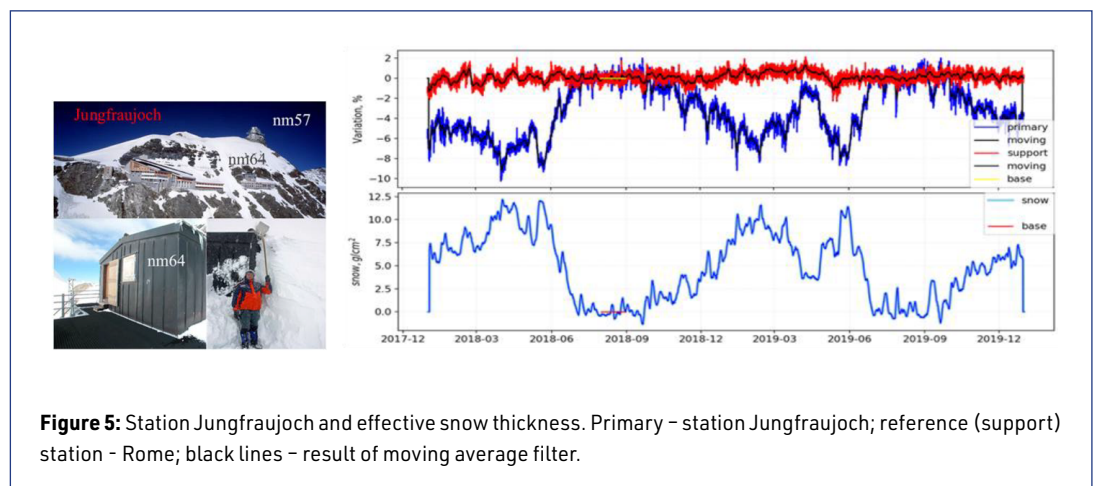 Jungfraujoch
nm57
nm64
nm64
Variation, %
2
0
−2
−4
−6
−8
−10
primary
moving
support
moving
base
snow, g/cm²
12.5
10.0
7.5
5.0
2.5
0.0
snow
base
2017-12 2018-03 2018-06 2018-09 2018-12 2019-03 2019-06 2019-09 2019-12
Figure 5: Station Jungfraujoch and effective snow thickness. Primary – station Jungfraujoch; reference (support)
station - Rome; black lines – result of moving average filter.